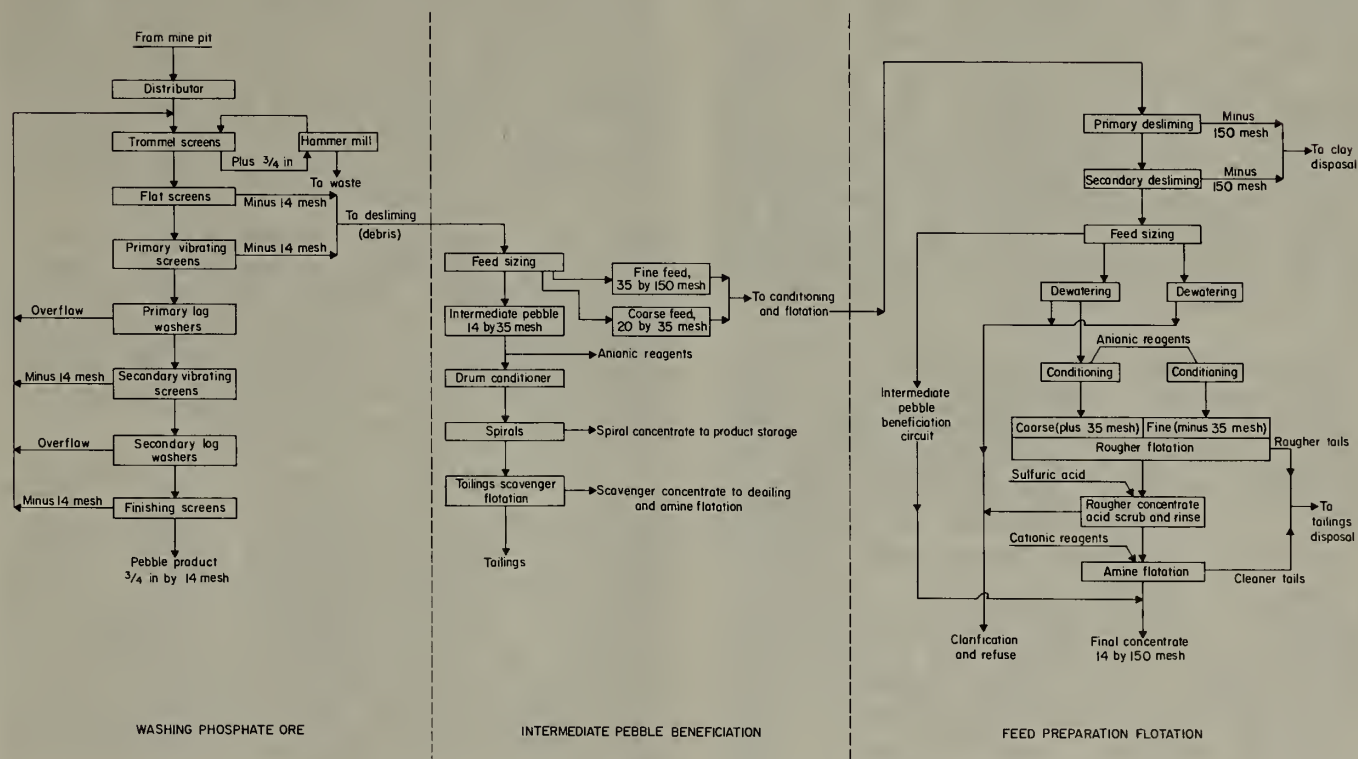 From mine pit
Distributor
Trommel screens
Hammer mill
Plus 3/4 in
To waste
Flat screens
Minus 14 mesh
To desliming
(debris)
Primary vibrating
screens
Minus 14 mesh
Overflow
Primary log
washers
Minus 14 mesh
Secondary vibrating
screens
Overflow
Secondary log
washers
Minus 14 mesh
Finishing screens
Pebble product
3/4 in by 14 mesh
WASHING PHOSPHATE ORE
Feed sizing
Fine feed,
35 by 150 mesh
Coarse feed,
20 by 35 mesh
To conditioning
and flotation
Intermediate pebble
14 by 35 mesh
Anionic reagents
Drum conditioner
Spirals
Spiral concentrate to product storage
Tailings scavenger
flotation
Scavenger concentrate to deoiling
and amine flotation
Tailings
INTERMEDIATE PEBBLE BENEFICIATION
Primary desliming
Minus
150 mesh
To clay
disposal
Secondary desliming
Minus
150 mesh
Feed sizing
Dewatering
Dewatering
Anionic reagents
Conditioning
Conditioning
Intermediate
pebble
beneficiation
circuit
Coarse (plus 35 mesh)
Fine (minus 35 mesh)
Rougher flotation
Rougher tails
Sulfuric acid
Rougher concentrate
acid scrub and rinse
To
tailings
disposal
Cationic reagents
Amine flotation
Cleaner tails
Clarification
and refuse
Final concentrate
14 by 150 mesh
FEED PREPARATION FLOTATION